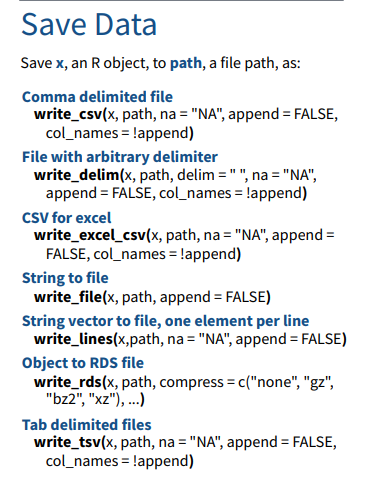 Save Data
Save x, an R object, to path, a file path, as:
Comma delimited file
write_csv(x, path, na = "NA", append = FALSE,
col_names = !append)
File with arbitrary delimiter
write_delim(x, path, delim = " ", na = "NA",
append = FALSE, col_names = !append)
CSV for excel
write_excel_csv(x, path, na = "NA", append =
FALSE, col_names = !append)
String to file
write_file(x, path, append = FALSE)
String vector to file, one element per line
write_lines(x,path, na = "NA", append = FALSE)
Object to RDS file
write_rds(x, path, compress = c("none", "gz",
"bz2", "xz"), ...)
Tab delimited files
write_tsv(x, path, na = "NA", append = FALSE,
col_names = !append)